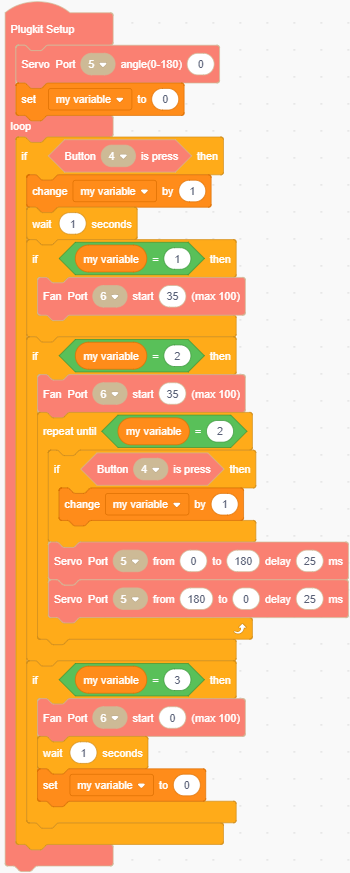 Plugkit Setup
Servo Port 5 angle(0-180) 0
set my variable to 0
loop
if Button 4 is press then
change my variable by 1
wait 1 seconds
if my variable = 1 then
Fan Port 6 start 35 (max 100)
if my variable = 2 then
Fan Port 6 start 35 (max 100)
repeat until my variable = 2
if Button 4 is press then
change my variable by 1
Servo Port 5 from 0 to 180 delay 25 ms
Servo Port 5 from 180 to 0 delay 25 ms
if my variable = 3 then
Fan Port 6 start 0 (max 100)
wait 1 seconds
set my variable to 0